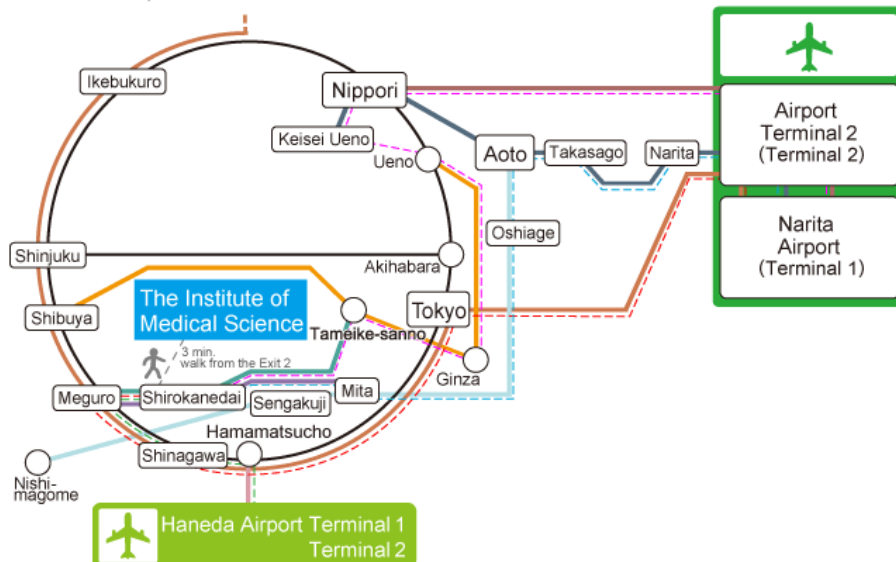 Ikebukuro
Nippori
Keisei Ueno
Ueno
Aoto
Takasago
Narita
Airport
Terminal 2
(Terminal 2)
Narita
Airport
(Terminal 1)
Oshiage
Shinjuku
Akihabara
The Institute of
Medical Science
Shibuya
Tameike-sanno
Tokyo
3 min.
walk from the Exit 2
Ginza
Meguro
Shirokanedai
Mita
Sengakuji
Hamamatsucho
Shinagawa
Nishi-
magome
Haneda Airport Terminal 1
Terminal 2